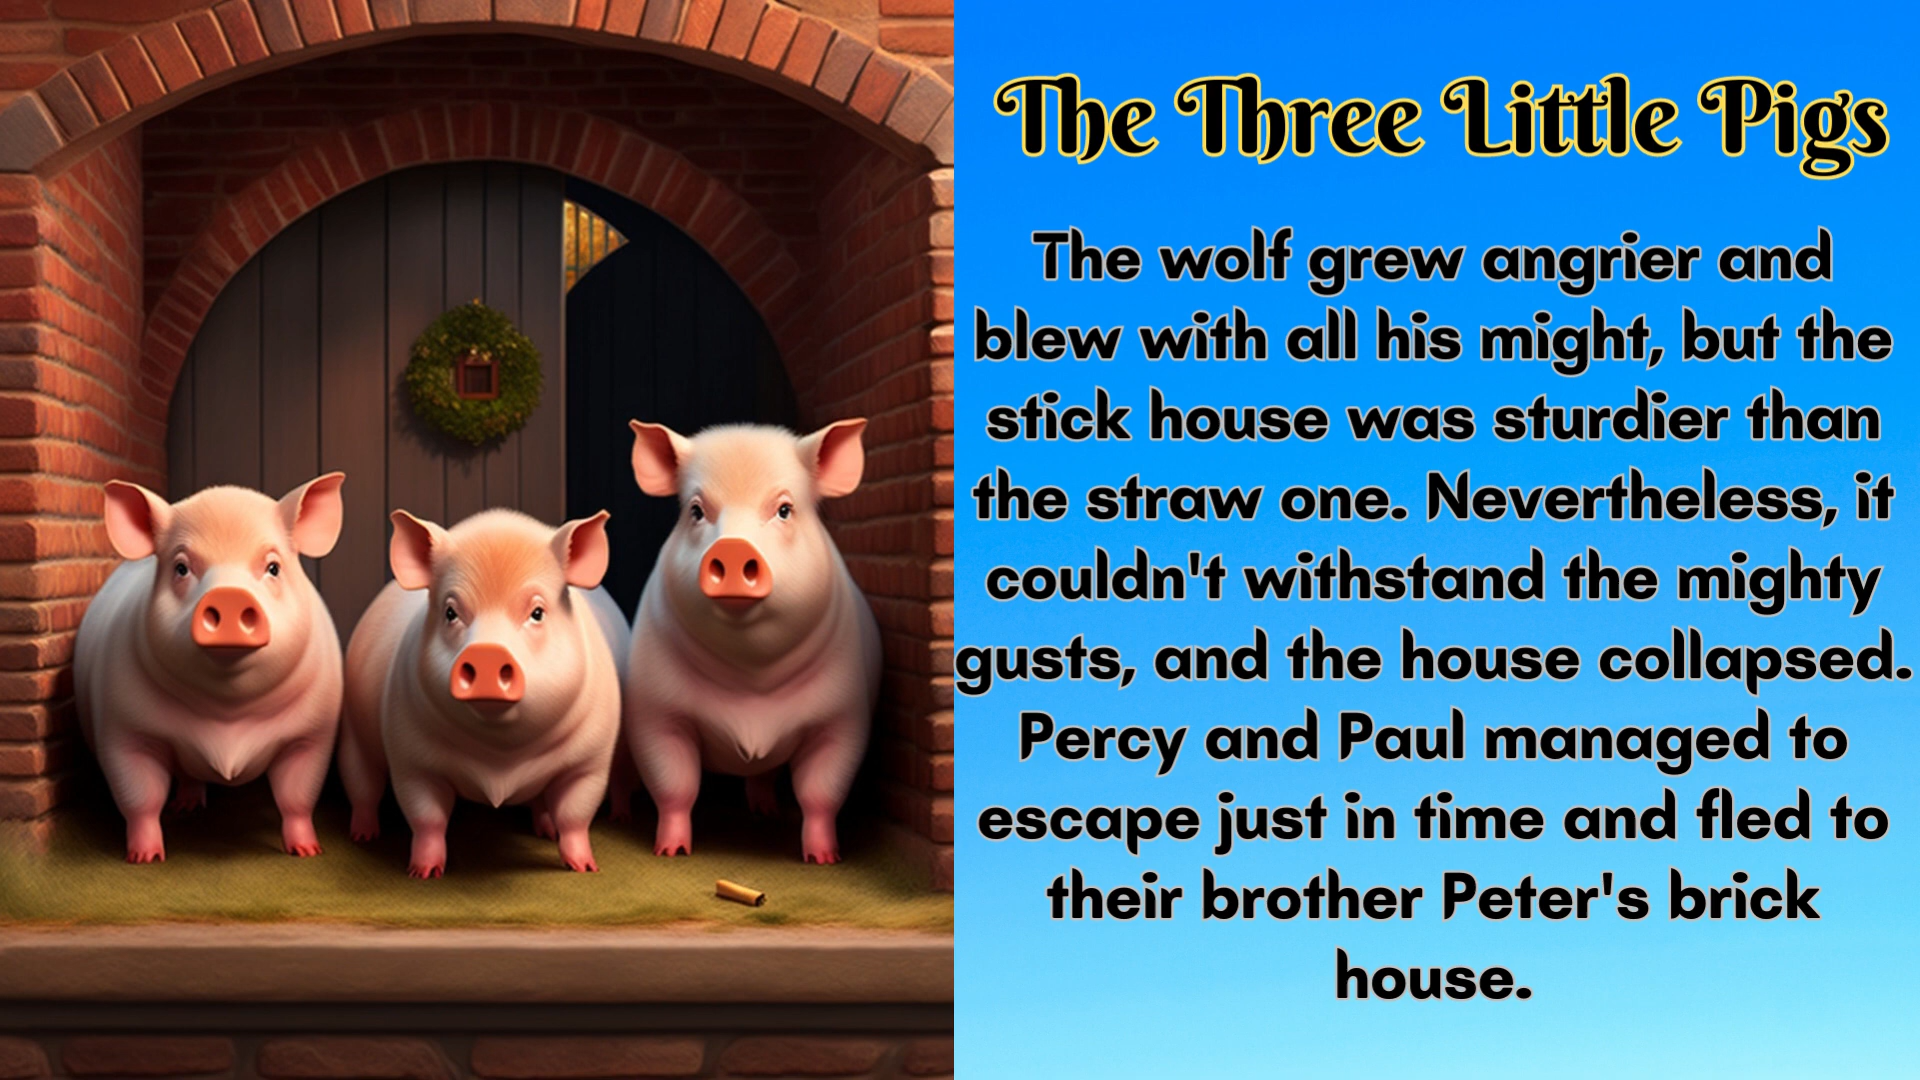 The Three Little Pigs
The wolf grew angrier and
blew with all his might, but the
stick house was sturdier than
the straw one. Nevertheless, it
couldn't withstand the mighty
gusts, and the house collapsed.
Percy and Paul managed to
escape just in time and fled to
their brother Peter's brick
house.